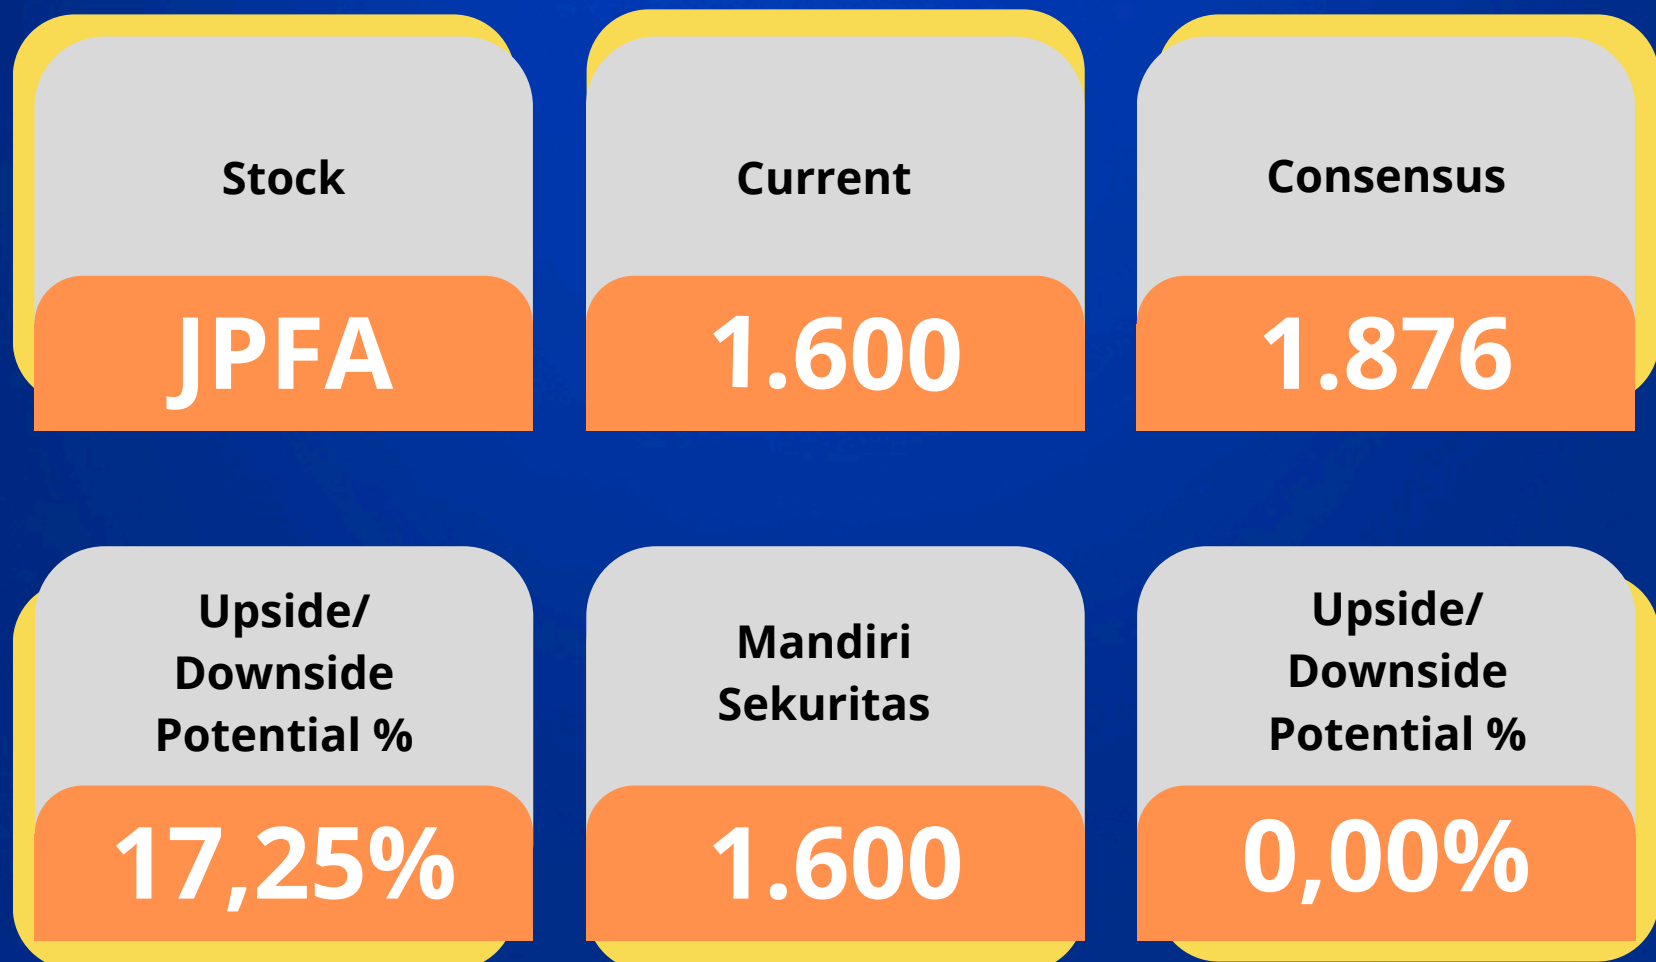 Stock
JPFA
Current
1.600
Consensus
1.876
Upside/
Downside
Potential %
17,25%
Mandiri
Sekuritas
1.600
Upside/
Downside
Potential %
0,00%